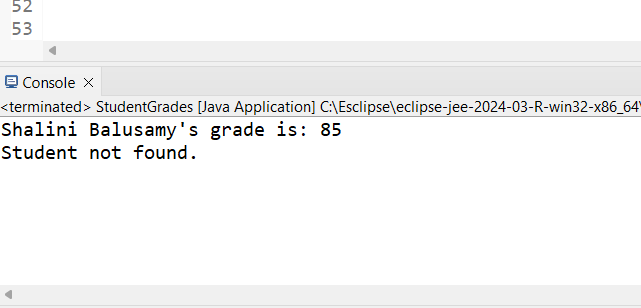 52
53
Console
<terminated> StudentGrades [Java Application] C:\Esclipse\eclipse-jee-2024-03-R-win32-x86_64\
Shalini Balusamy's grade is: 85
Student not found.